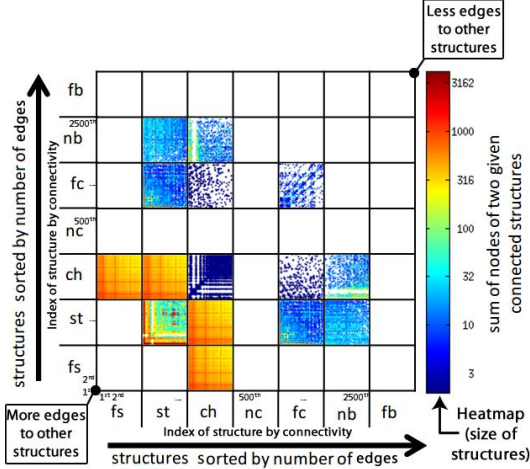 Less edges
to other
structures
structures sorted by number of edges
Index of structure by connectivity
fb
2500th
nb
fc ...
nc
500th
ch
st ...
fs
2nd
1st
1st 2nd ... 500th ... 2500th
fs st ch nc fc nb fb
Index of structure by connectivity
structures sorted by number of edges
More edges
to other
structures
3162
1000
316
100
32
10
3
sum of nodes of two given
connected structures
Heatmap
(size of
structures)